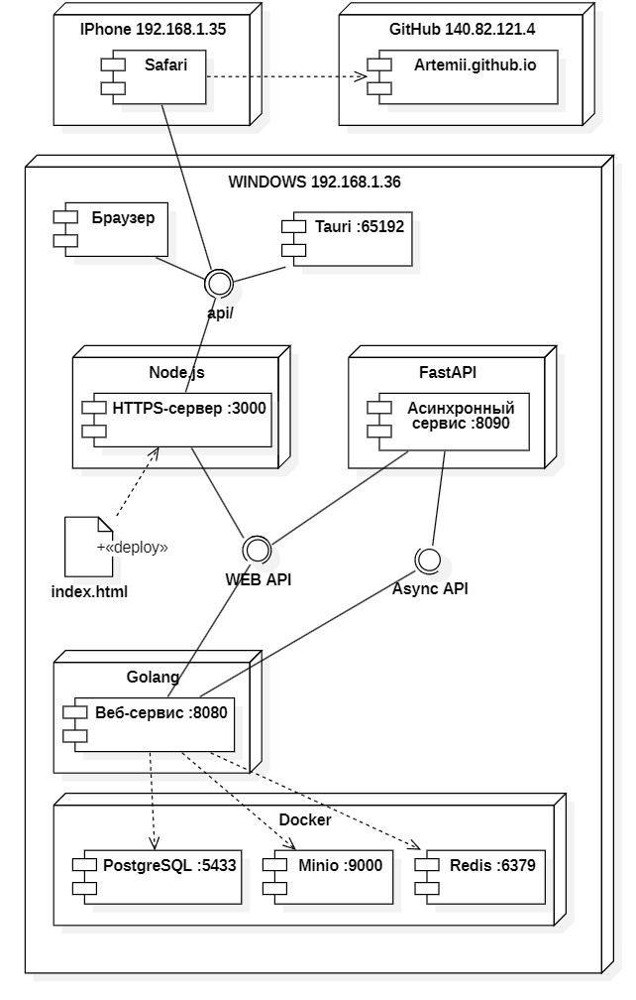 IPhone 192.168.1.35
Safari
GitHub 140.82.121.4
Artemii.github.io
WINDOWS 192.168.1.36
Браузер
Tauri :65192
api/
Node.js
HTTPS-сервер :3000
FastAPI
Асинхронный
сервис :8090
+«deploy»
index.html
WEB API
Async API
Golang
Веб-сервис :8080
Docker
PostgreSQL :5433
Minio :9000
Redis :6379